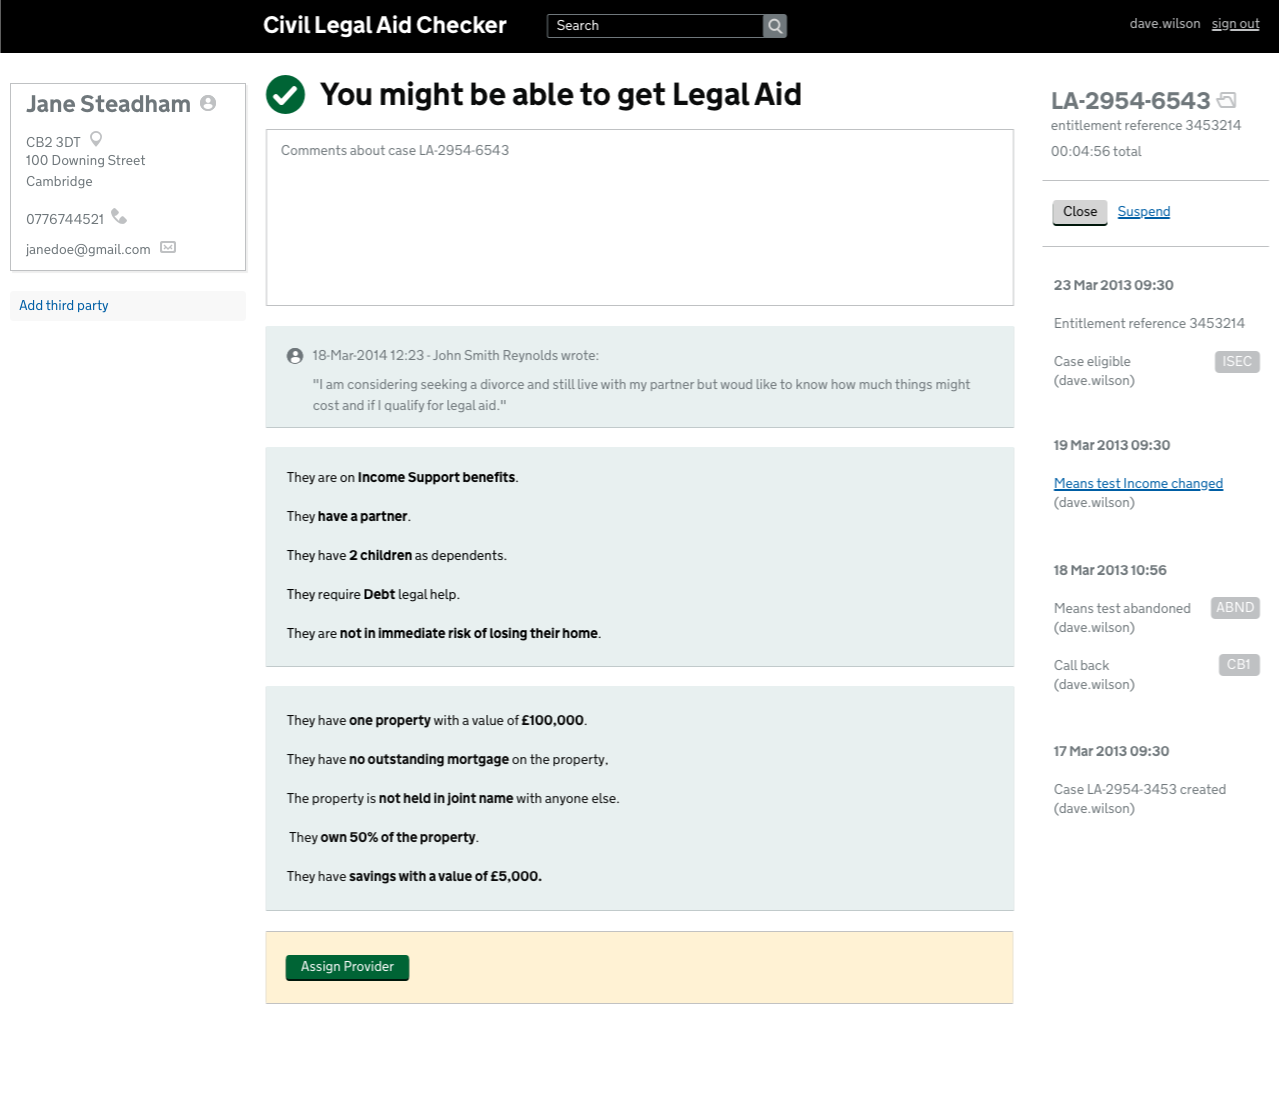 Civil Legal Aid Checker
Search
dave.wilson sign out
Jane Steadham
CB2 3DT
100 Downing Street
Cambridge
0776744521
janedoe@gmail.com
Add third party
You might be able to get Legal Aid
Comments about case LA-2954-6543
18-Mar-2014 12:23 - John Smith Reynolds wrote:
"I am considering seeking a divorce and still live with my partner but woud like to know how much things might
cost and if I qualify for legal aid."
They are on Income Support benefits.
They have a partner.
They have 2 children as dependents.
They require Debt legal help.
They are not in immediate risk of losing their home.
They have one property with a value of £100,000.
They have no outstanding mortgage on the property,
The property is not held in joint name with anyone else.
They own 50% of the property.
They have savings with a value of £5,000.
Assign Provider
LA-2954-6543
entitlement reference 3453214
00:04:56 total
Close Suspend
23 Mar 2013 09:30
Entitlement reference 3453214
Case eligible ISEC
(dave.wilson)
19 Mar 2013 09:30
Means test Income changed
(dave.wilson)
18 Mar 2013 10:56
Means test abandoned ABND
(dave.wilson)
Call back CB1
(dave.wilson)
17 Mar 2013 09:30
Case LA-2954-3453 created
(dave.wilson)